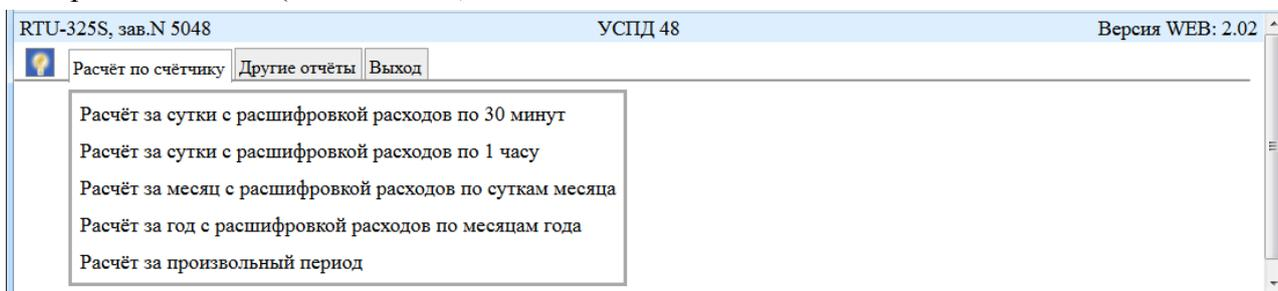 RTU-325S, зав.N 5048 УСПД 48 Версия WEB: 2.02
Расчёт по счётчику Другие отчёты Выход
Расчёт за сутки с расшифровкой расходов по 30 минут
Расчёт за сутки с расшифровкой расходов по 1 часу
Расчёт за месяц с расшифровкой расходов по суткам месяца
Расчёт за год с расшифровкой расходов по месяцам года
Расчёт за произвольный период